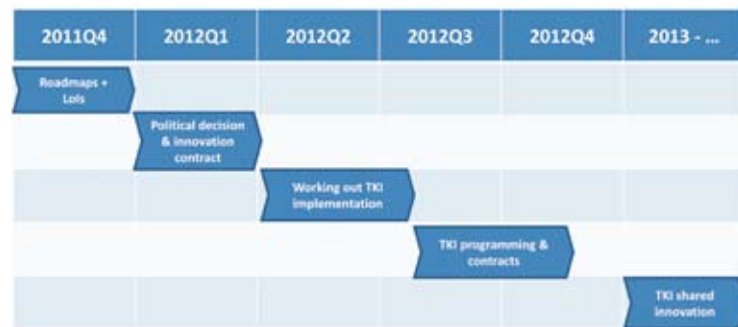 2011Q4 2012Q1 2012Q2 2012Q3 2012Q4 2013 - ...
Roadmaps +
LoIs
Political decision
& innovation
contract
Working out TKI
implementation
TKI programming &
contracts
TKI shared
innovation